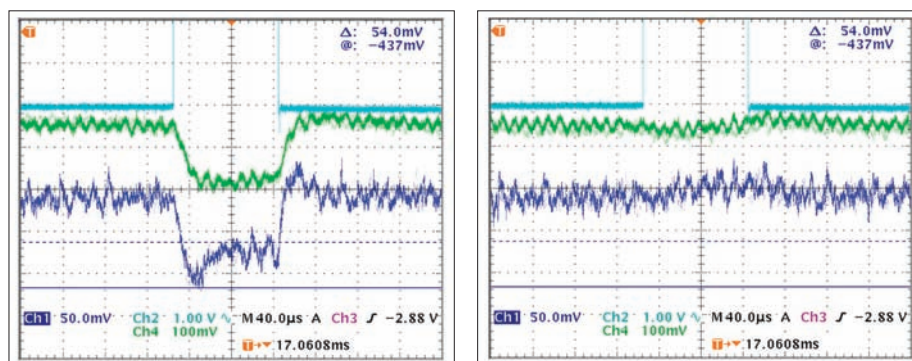 T
Δ: 54.0mV
@: -437mV
Ch1 50.0mV Ch2 1.00 V∿ M40.0µs A Ch3 ƒ -2.88 V
Ch4 100mV
T→▼ 17.0608ms
T
Δ: 54.0mV
@: -437mV
Ch1 50.0mV Ch2 1.00 V∿ M40.0µs A Ch3 ƒ -2.88 V
Ch4 100mV
T→▼ 17.0608ms